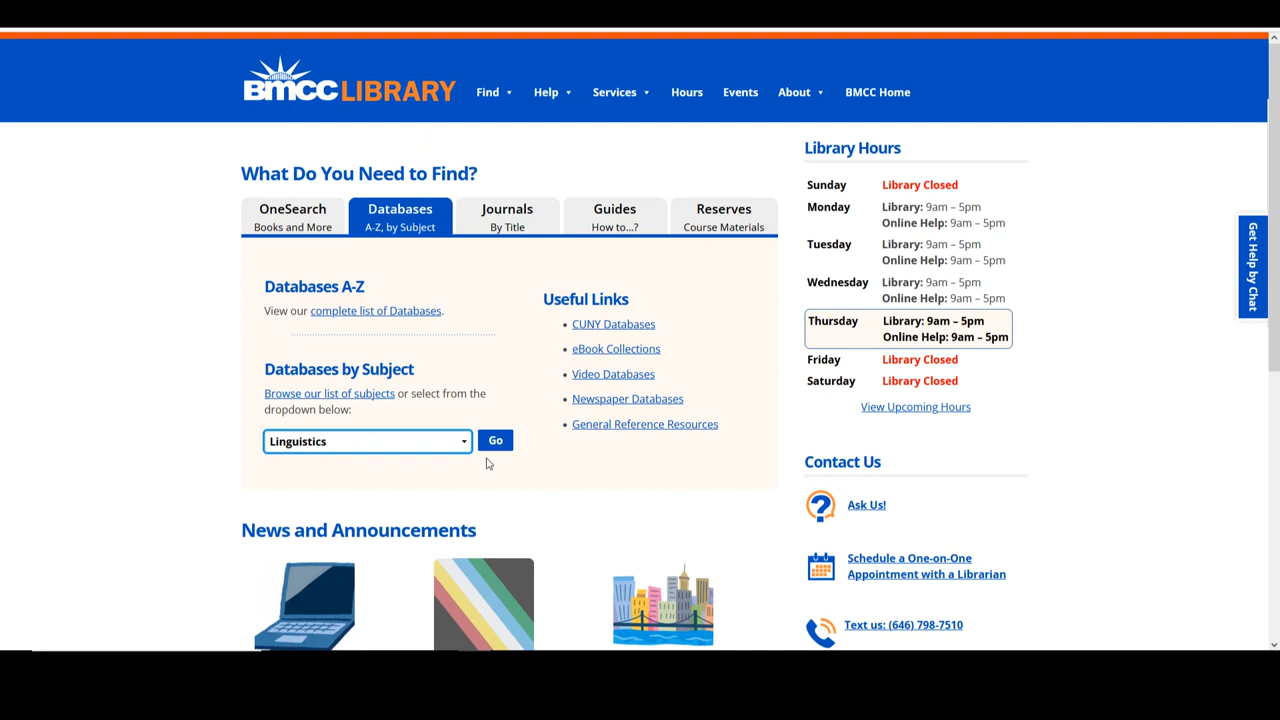 BMCC LIBRARY
Find
Help
Services
Hours
Events
About
BMCC Home
What Do You Need to Find?
OneSearch
Books and More
Databases
A-Z, by Subject
Journals
By Title
Guides
How to...?
Reserves
Course Materials
Databases A-Z
View our complete list of Databases.
Databases by Subject
Browse our list of subjects or select from the
dropdown below:
Linguistics
Go
Useful Links
CUNY Databases
eBook Collections
Video Databases
Newspaper Databases
General Reference Resources
News and Announcements
Library Hours
Sunday Library Closed
Monday Library: 9am – 5pm
Online Help: 9am – 5pm
Tuesday Library: 9am – 5pm
Online Help: 9am – 5pm
Wednesday Library: 9am – 5pm
Online Help: 9am – 5pm
Thursday Library: 9am – 5pm
Online Help: 9am – 5pm
Friday Library Closed
Saturday Library Closed
View Upcoming Hours
Contact Us
Ask Us!
Schedule a One-on-One
Appointment with a Librarian
Text us: (646) 798-7510
Get Help by Chat